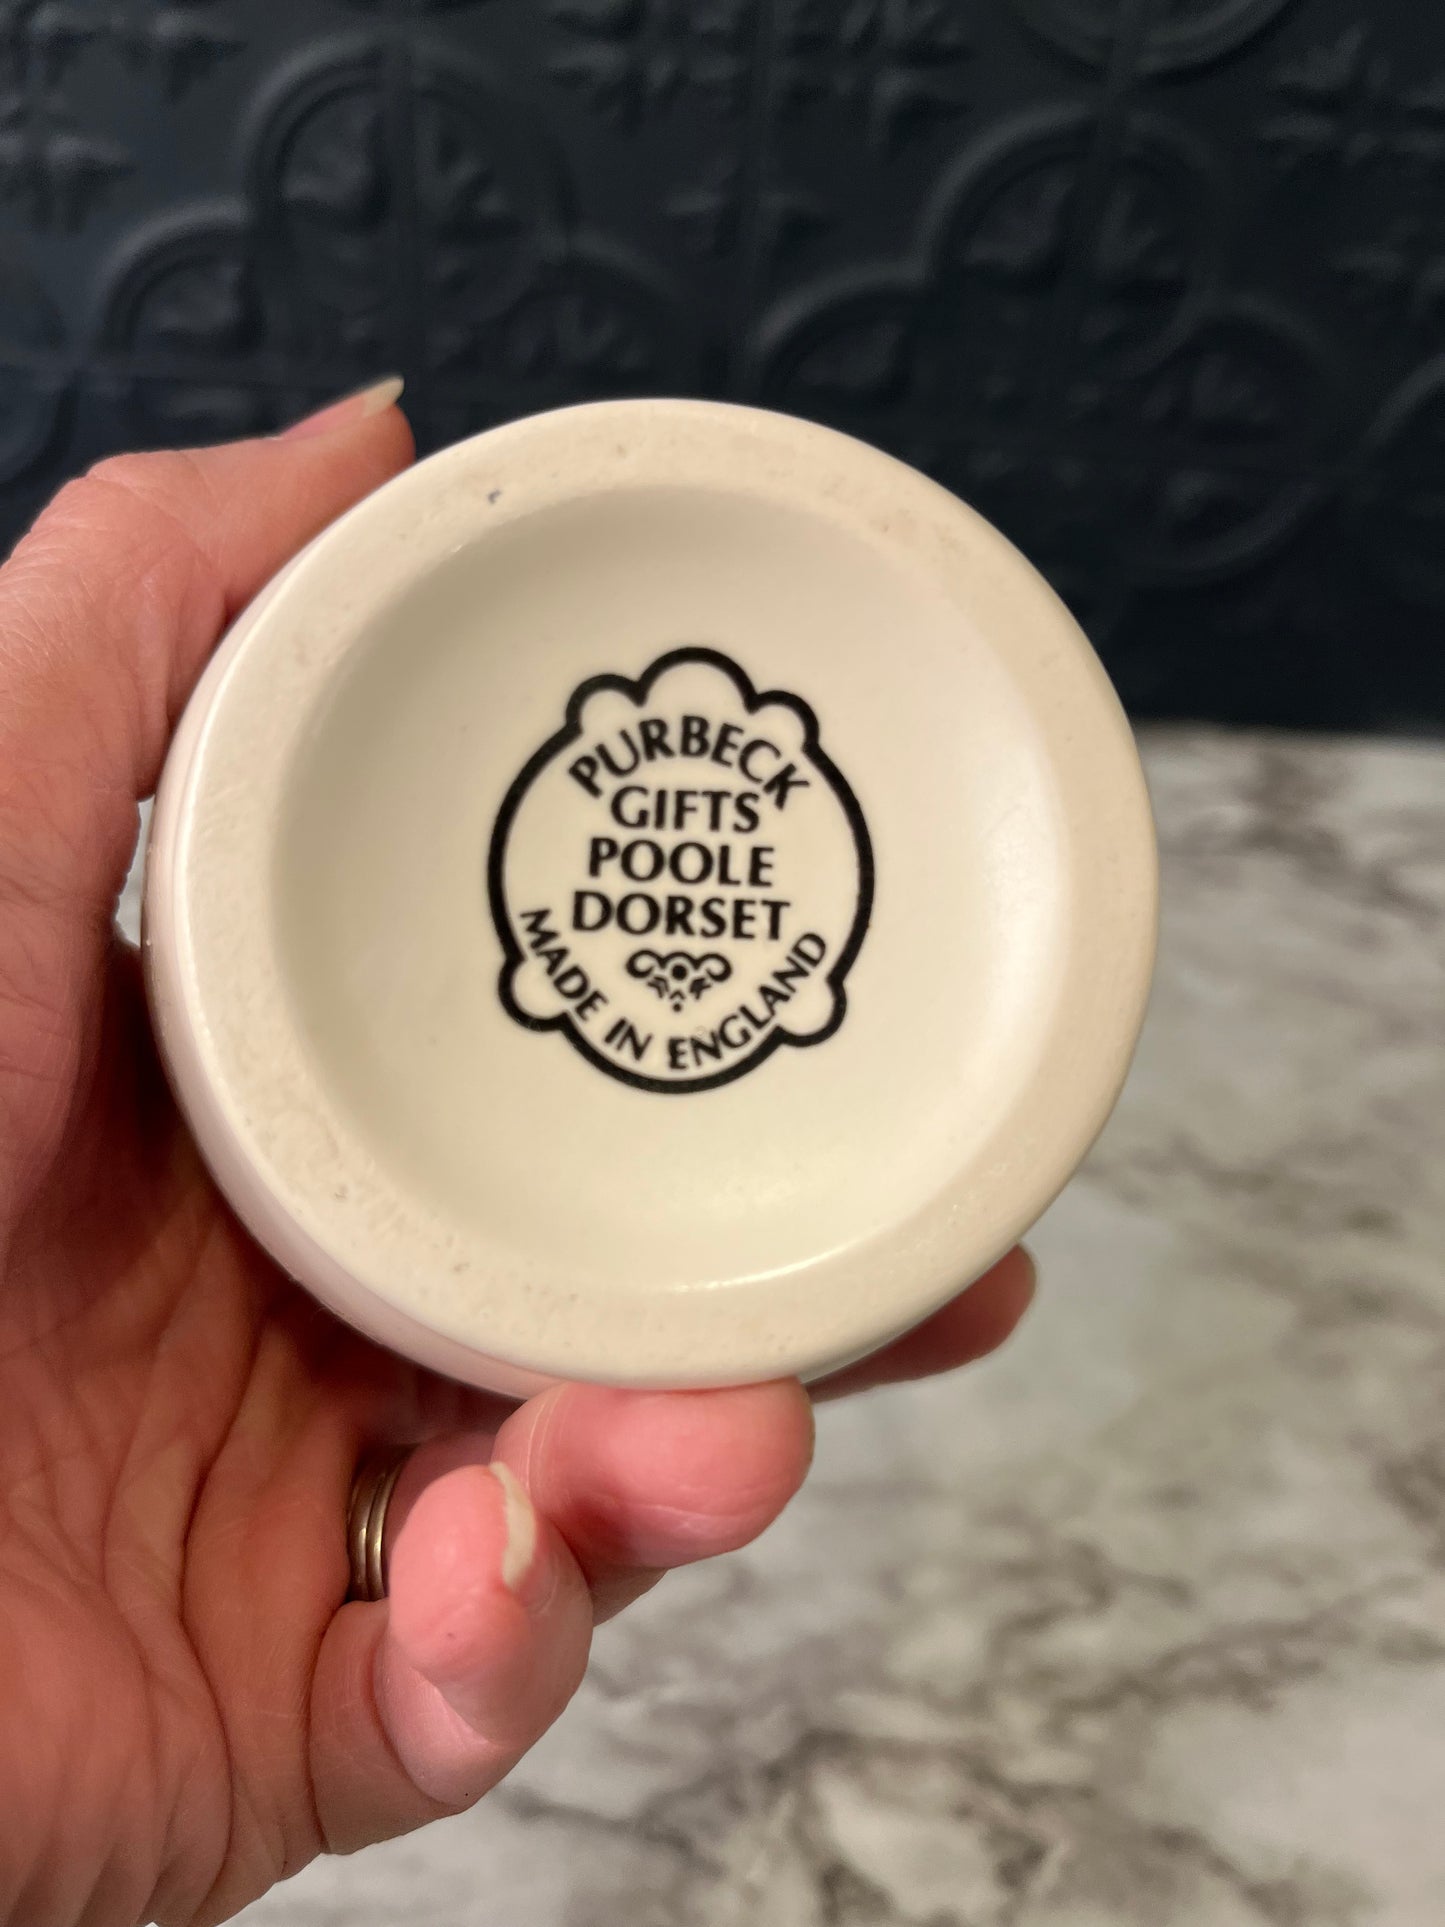 PURBECK
GIFTS
POOLE
DORSET
MADE IN ENGLAND